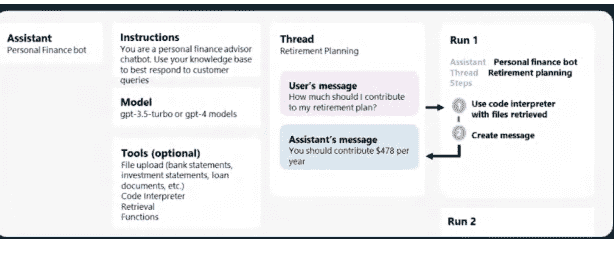 Assistant
Personal Finance bot
Instructions
You are a personal finance advisor
chatbot. Use your knowledge base
to best respond to customer
queries
Model
gpt-3.5-turbo or gpt-4 models
Tools (optional)
File upload (bank statements,
investment statements, loan
documents, etc.)
Code Interpreter
Retrieval
Functions
Thread
Retirement Planning
User's message
How much should I contribute
to my retirement plan?
Assistant's message
You should contribute $478 per
year
Run 1
Assistant Personal finance bot
Thread Retirement planning
Steps
Use code interpreter
with files retrieved
Create message
Run 2